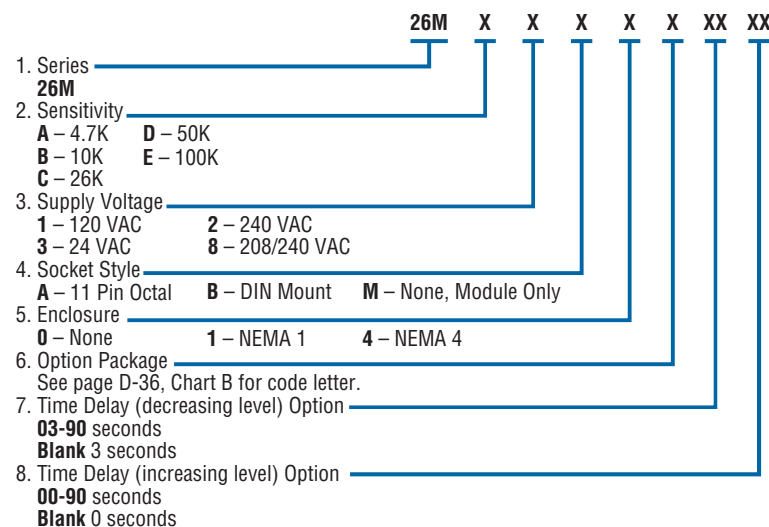 26M X X X X X XX XX
1. Series
26M
2. Sensitivity
A – 4.7K D – 50K
B – 10K E – 100K
C – 26K
3. Supply Voltage
1 – 120 VAC 2 – 240 VAC
3 – 24 VAC 8 – 208/240 VAC
4. Socket Style
A – 11 Pin Octal B – DIN Mount M – None, Module Only
5. Enclosure
0 – None 1 – NEMA 1 4 – NEMA 4
6. Option Package
See page D-36, Chart B for code letter.
7. Time Delay (decreasing level) Option
03-90 seconds
Blank 3 seconds
8. Time Delay (increasing level) Option
00-90 seconds
Blank 0 seconds